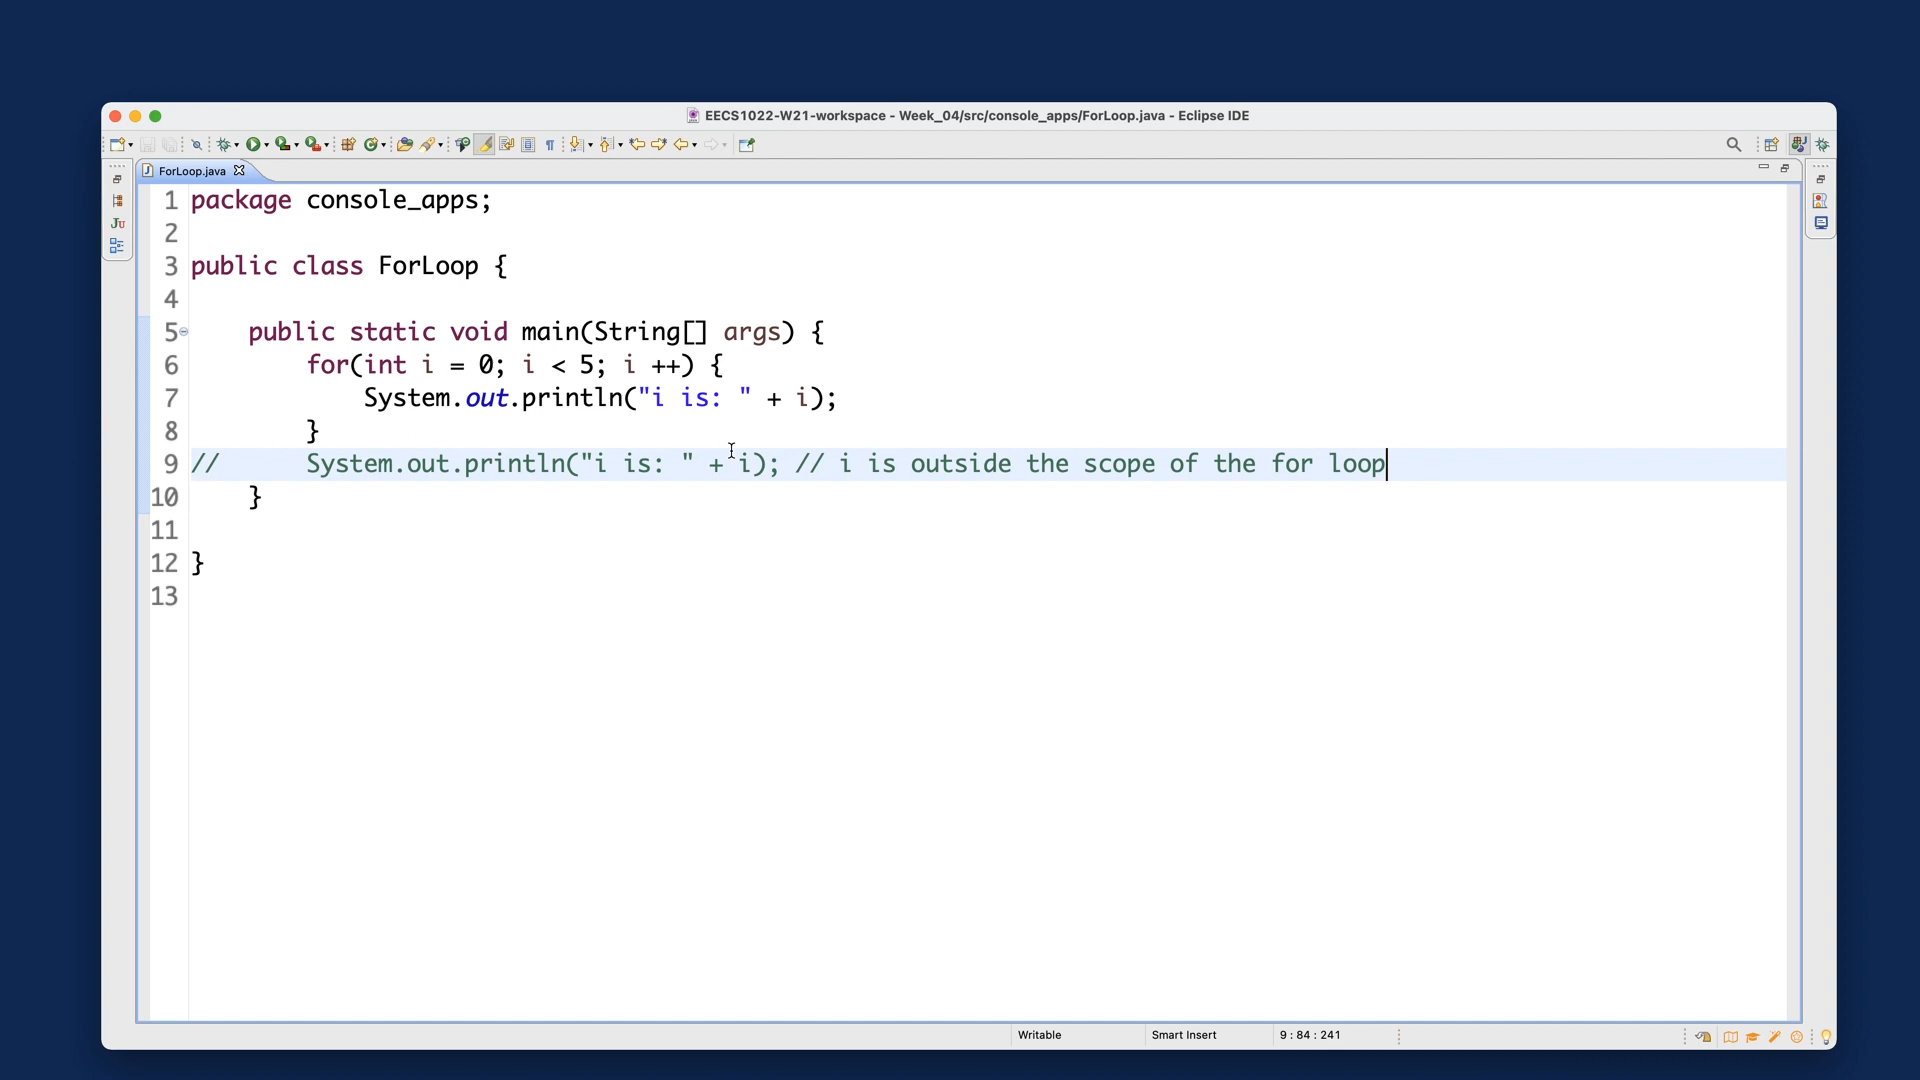 EECS1022-W21-workspace - Week_04/src/console_apps/ForLoop.java - Eclipse IDE
ForLoop.java
1 package console_apps;
2
3 public class ForLoop {
4
5     public static void main(String[] args) {
6         for(int i = 0; i < 5; i ++) {
7             System.out.println("i is: " + i);
8         }
9 //      System.out.println("i is: " + i); // i is outside the scope of the for loop
10     }
11
12 }
13
Writable Smart Insert 9 : 84 : 241